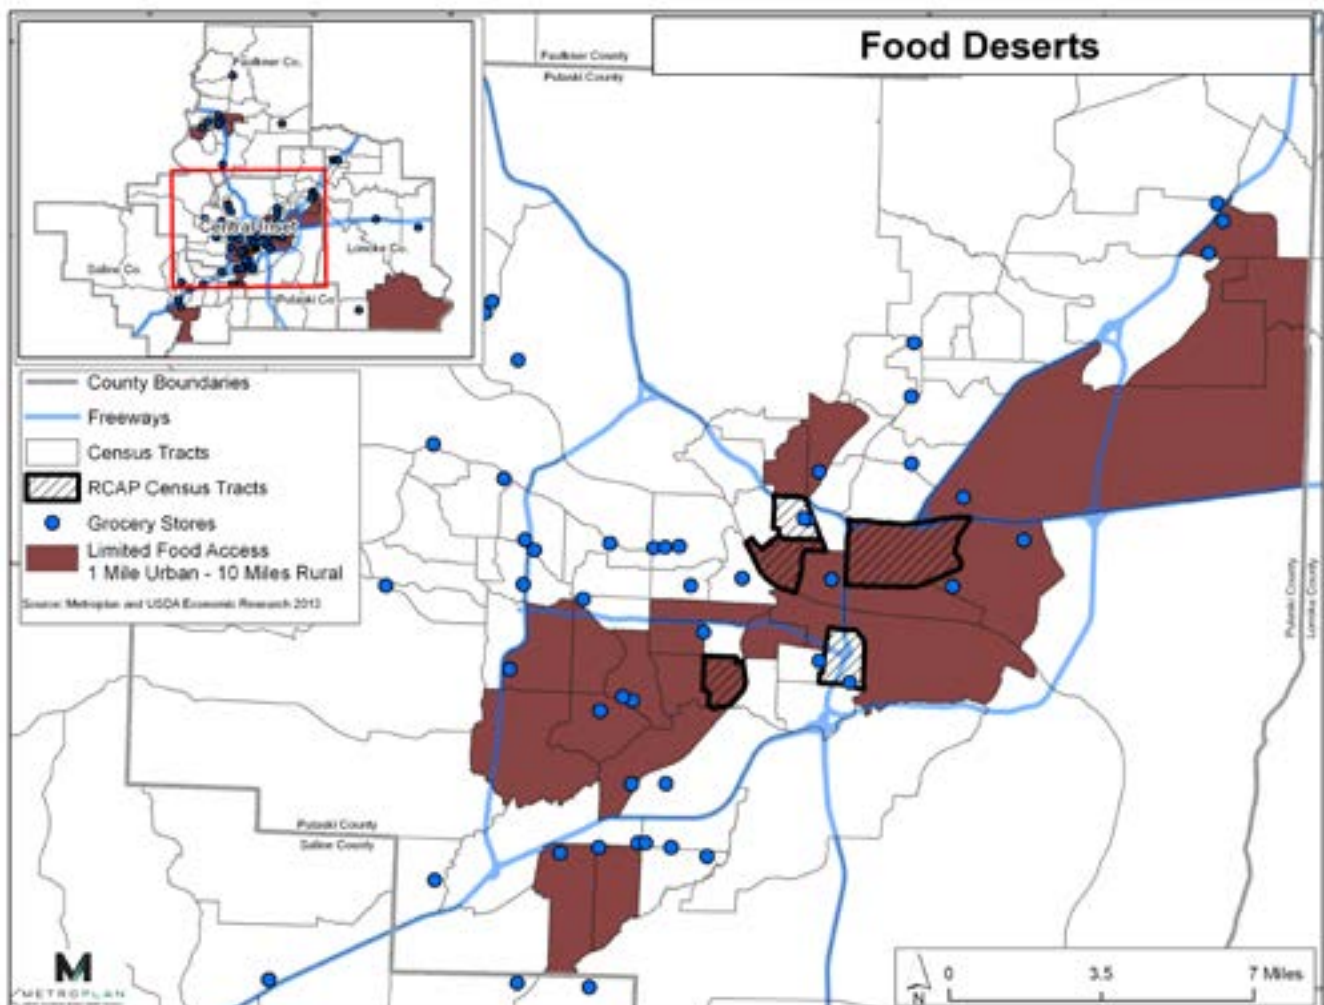 Food Deserts
Faulkner County
Pulaski County
Faulkner Co.
Central Inset
Lonoke Co.
Saline Co.
Pulaski Co.
County Boundaries
Freeways
Census Tracts
RCAP Census Tracts
Grocery Stores
Limited Food Access
1 Mile Urban - 10 Miles Rural
Source: Metroplan and USDA Economic Research 2013
Pulaski County
Lonoke County
Pulaski County
Saline County
METROPLAN
N
0 3.5 7 Miles